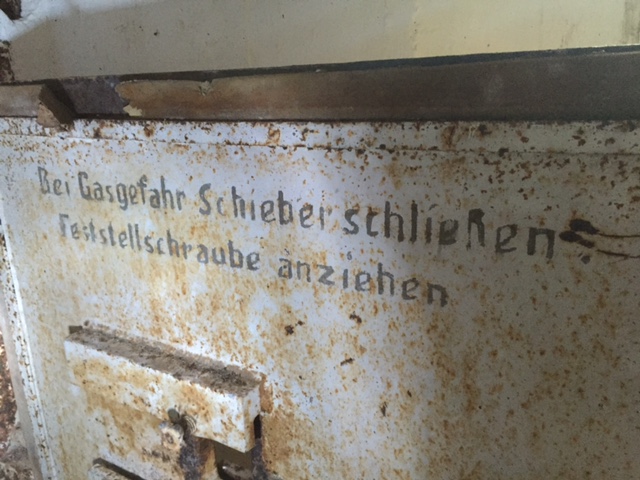 Bei Gasgefahr Schieber schließen
Feststellschraube anziehen